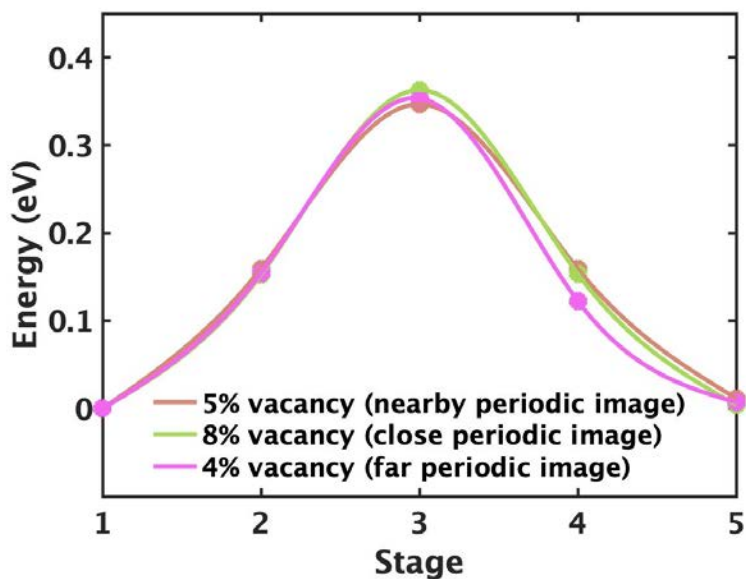 0.4
0.3
0.2
0.1
0
Energy (eV)
5% vacancy (nearby periodic image)
8% vacancy (close periodic image)
4% vacancy (far periodic image)
1 2 3 4 5
Stage